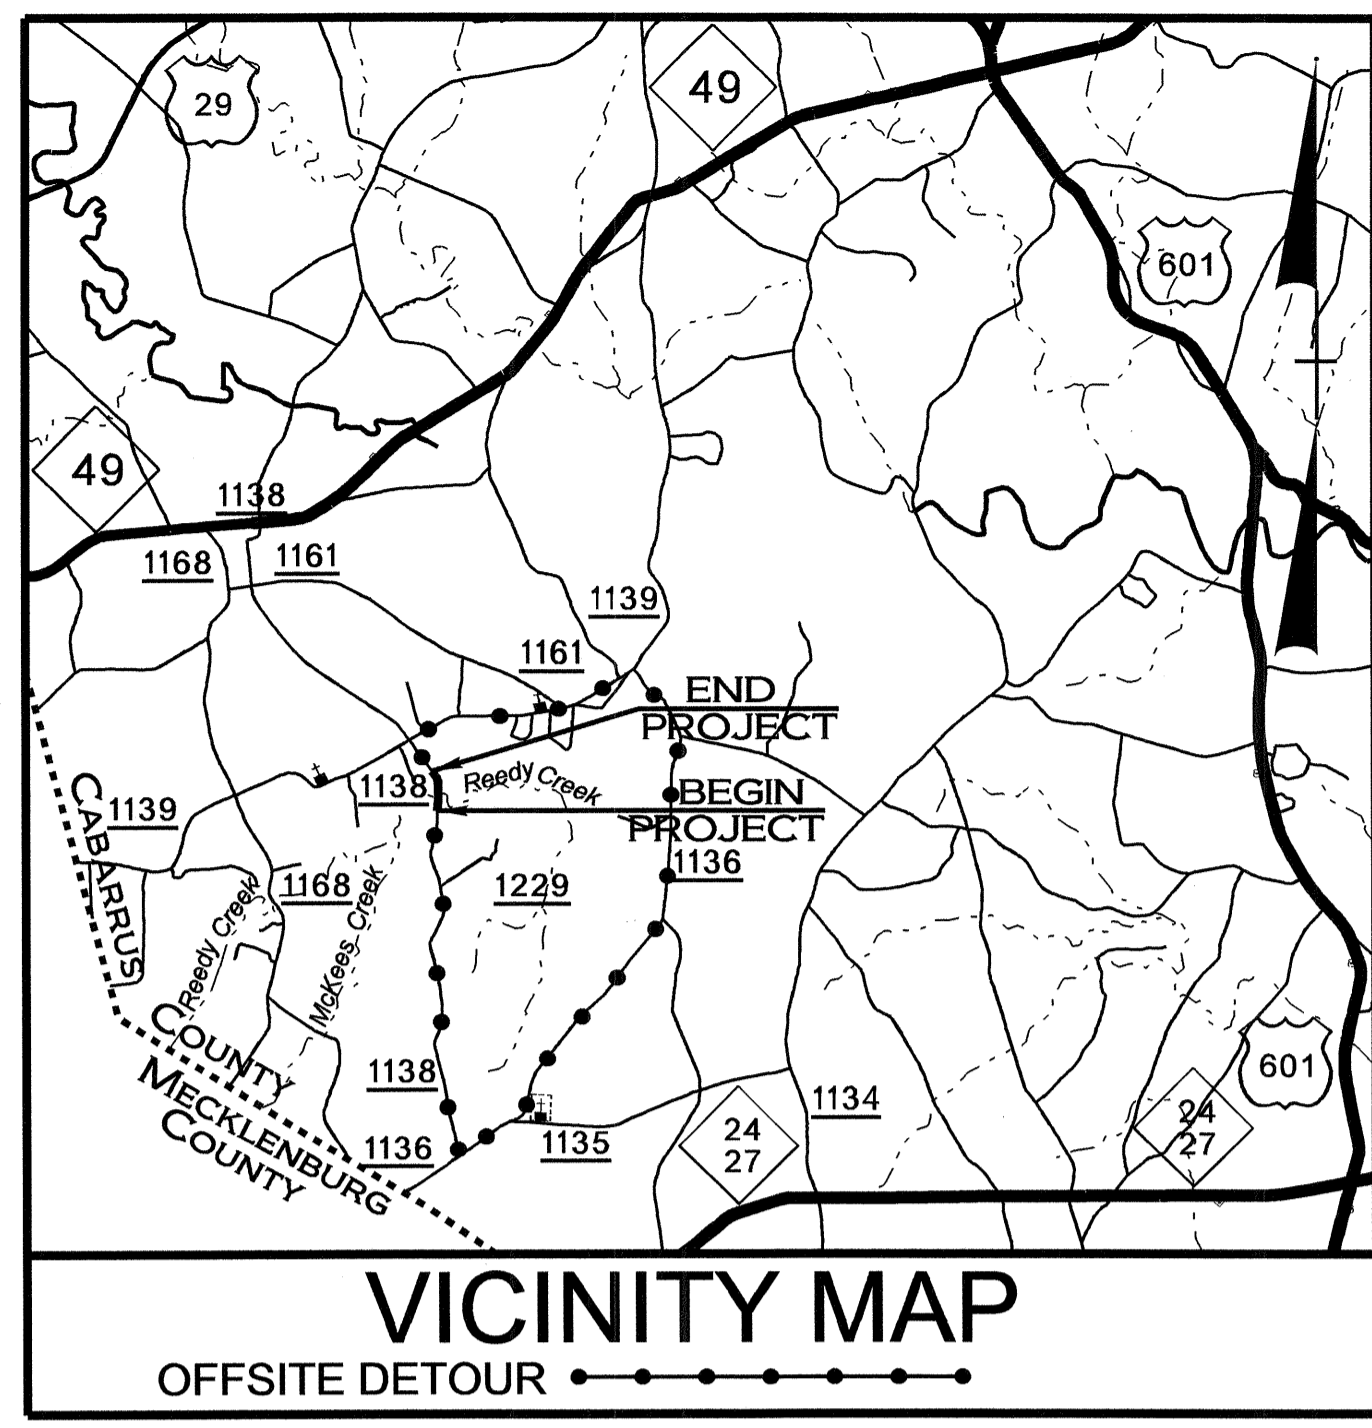 29
49
601
49
1138
1168
1161
1139
1161
END
PROJECT
Reedy Creek
1138
BEGIN
PROJECT
1139
CABARRUS
COUNTY
1168
Reedy Creek
McKees Creek
1229
1136
MECKLENBURG
COUNTY
1138
1136
1135
24
27
1134
24
27
601
VICINITY MAP
OFFSITE DETOUR